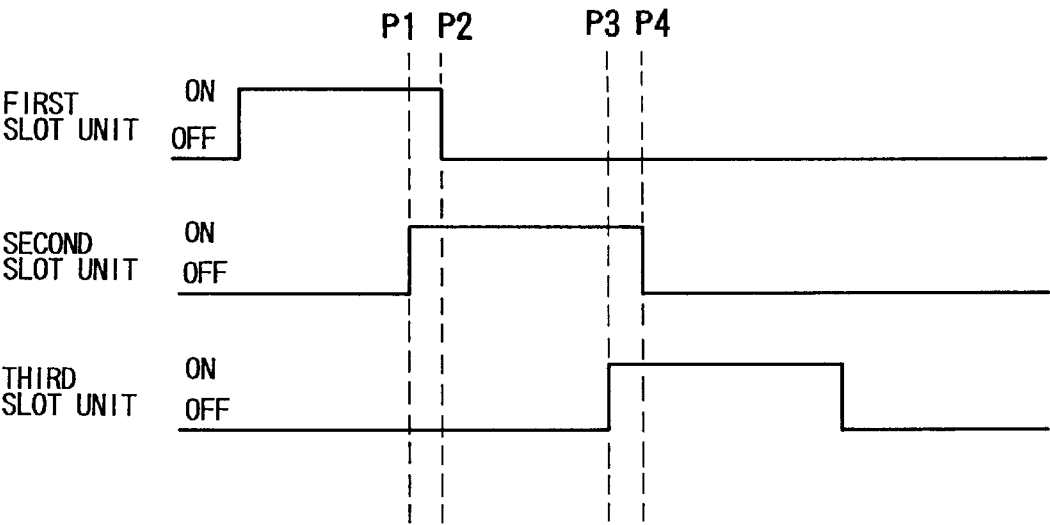 P1 P2 P3 P4
FIRST
SLOT UNIT
ON
OFF
SECOND
SLOT UNIT
ON
OFF
THIRD
SLOT UNIT
ON
OFF